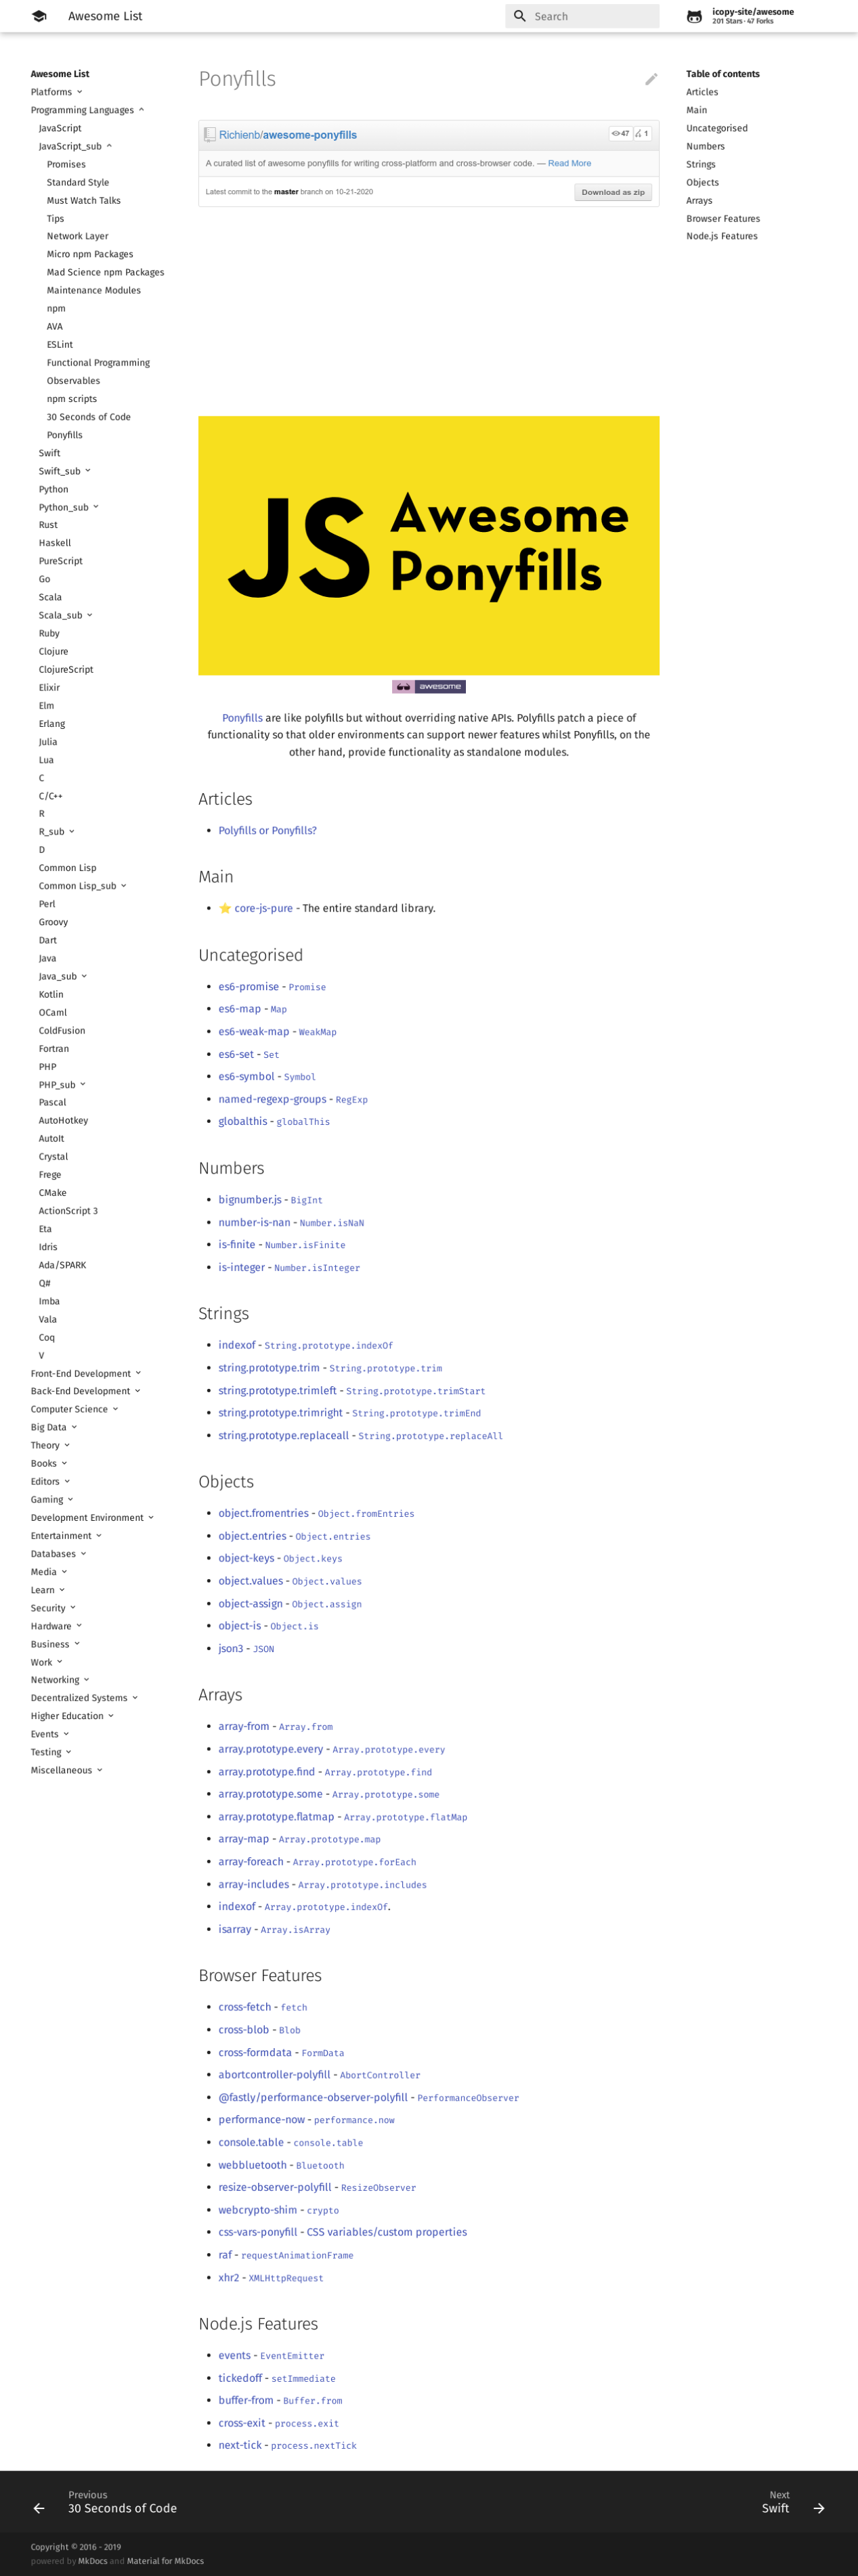 Awesome List
Search
icopy-site/awesome
201 Stars · 47 Forks
Awesome List
Platforms
Programming Languages
JavaScript
JavaScript_sub
Promises
Standard Style
Must Watch Talks
Tips
Network Layer
Micro npm Packages
Mad Science npm Packages
Maintenance Modules
npm
AVA
ESLint
Functional Programming
Observables
npm scripts
30 Seconds of Code
Ponyfills
Swift
Swift_sub
Python
Python_sub
Rust
Haskell
PureScript
Go
Scala
Scala_sub
Ruby
Clojure
ClojureScript
Elixir
Elm
Erlang
Julia
Lua
C
C/C++
R
R_sub
D
Common Lisp
Common Lisp_sub
Perl
Groovy
Dart
Java
Java_sub
Kotlin
OCaml
ColdFusion
Fortran
PHP
PHP_sub
Pascal
AutoHotkey
AutoIt
Crystal
Frege
CMake
ActionScript 3
Eta
Idris
Ada/SPARK
Q#
Imba
Vala
Coq
V
Front-End Development
Back-End Development
Computer Science
Big Data
Theory
Books
Editors
Gaming
Development Environment
Entertainment
Databases
Media
Learn
Security
Hardware
Business
Work
Networking
Decentralized Systems
Higher Education
Events
Testing
Miscellaneous
Ponyfills
Richienb/awesome-ponyfills
47
1
A curated list of awesome ponyfills for writing cross-platform and cross-browser code. — Read More
Latest commit to the master branch on 10-21-2020
Download as zip
JS Awesome
Ponyfills
awesome
Ponyfills are like polyfills but without overriding native APIs. Polyfills patch a piece of
functionality so that older environments can support newer features whilst Ponyfills, on the
other hand, provide functionality as standalone modules.
Articles
Polyfills or Ponyfills?
Main
⭐ core-js-pure - The entire standard library.
Uncategorised
es6-promise - Promise
es6-map - Map
es6-weak-map - WeakMap
es6-set - Set
es6-symbol - Symbol
named-regexp-groups - RegExp
globalthis - globalThis
Numbers
bignumber.js - BigInt
number-is-nan - Number.isNaN
is-finite - Number.isFinite
is-integer - Number.isInteger
Strings
indexof - String.prototype.indexOf
string.prototype.trim - String.prototype.trim
string.prototype.trimleft - String.prototype.trimStart
string.prototype.trimright - String.prototype.trimEnd
string.prototype.replaceall - String.prototype.replaceAll
Objects
object.fromentries - Object.fromEntries
object.entries - Object.entries
object-keys - Object.keys
object.values - Object.values
object-assign - Object.assign
object-is - Object.is
json3 - JSON
Arrays
array-from - Array.from
array.prototype.every - Array.prototype.every
array.prototype.find - Array.prototype.find
array.prototype.some - Array.prototype.some
array.prototype.flatmap - Array.prototype.flatMap
array-map - Array.prototype.map
array-foreach - Array.prototype.forEach
array-includes - Array.prototype.includes
indexof - Array.prototype.indexOf.
isarray - Array.isArray
Browser Features
cross-fetch - fetch
cross-blob - Blob
cross-formdata - FormData
abortcontroller-polyfill - AbortController
@fastly/performance-observer-polyfill - PerformanceObserver
performance-now - performance.now
console.table - console.table
webbluetooth - Bluetooth
resize-observer-polyfill - ResizeObserver
webcrypto-shim - crypto
css-vars-ponyfill - CSS variables/custom properties
raf - requestAnimationFrame
xhr2 - XMLHttpRequest
Node.js Features
events - EventEmitter
tickedoff - setImmediate
buffer-from - Buffer.from
cross-exit - process.exit
next-tick - process.nextTick
Table of contents
Articles
Main
Uncategorised
Numbers
Strings
Objects
Arrays
Browser Features
Node.js Features
Previous
30 Seconds of Code
Next
Swift
Copyright © 2016 - 2019
powered by MkDocs and Material for MkDocs